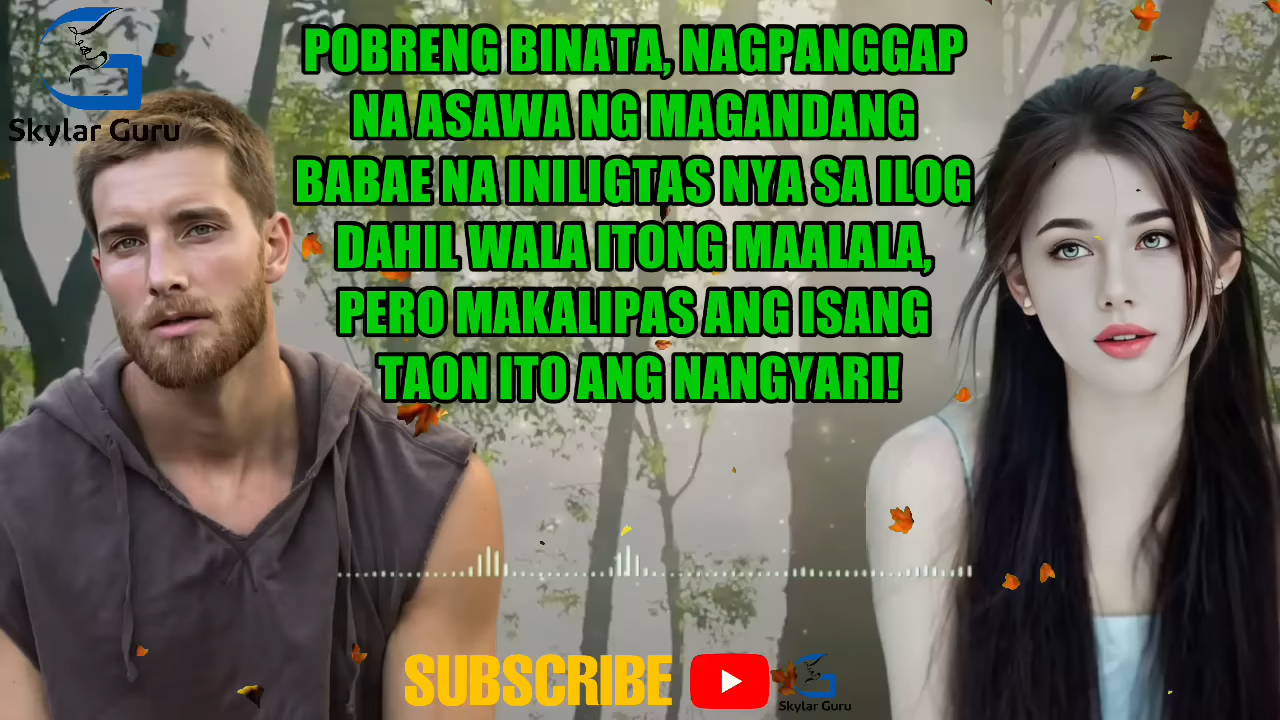 Skylar Guru
POBRENG BINATA, NAGPANGGAP
NA ASAWA NG MAGANDANG
BABAE NA INILIGTAS NYA SA ILOG
DAHIL WALA ITONG MAALALA,
PERO MAKALIPAS ANG ISANG
TAON ITO ANG NANGYARI!
SUBSCRIBE
Skylar Guru